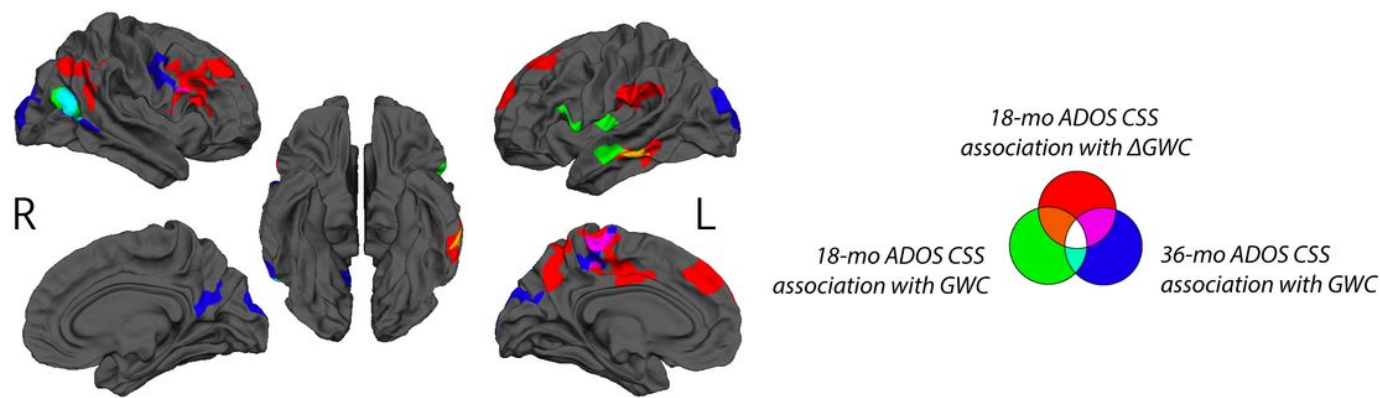 R
L
18-mo ADOS CSS
association with ΔGWC
18-mo ADOS CSS
association with GWC
36-mo ADOS CSS
association with GWC